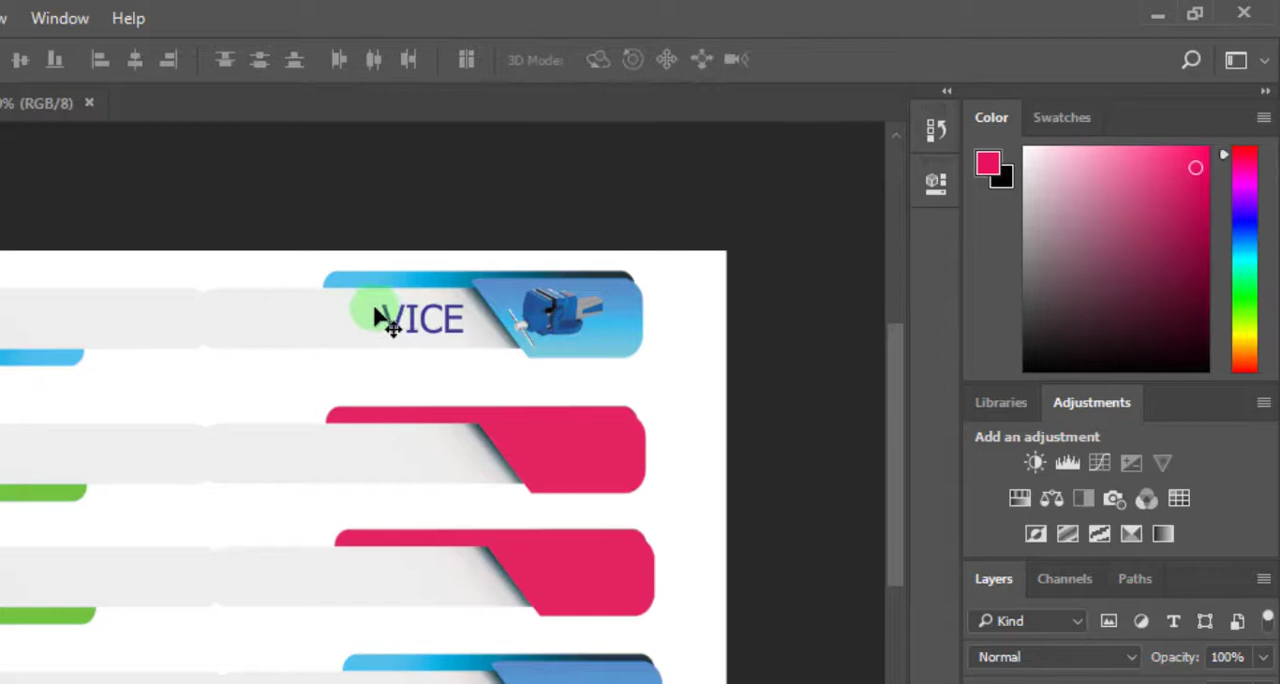 Window Help
3D Mode:
% (RGB/8)
Color Swatches
VICE
Libraries Adjustments
Add an adjustment
Layers Channels Paths
Kind
Normal Opacity: 100%